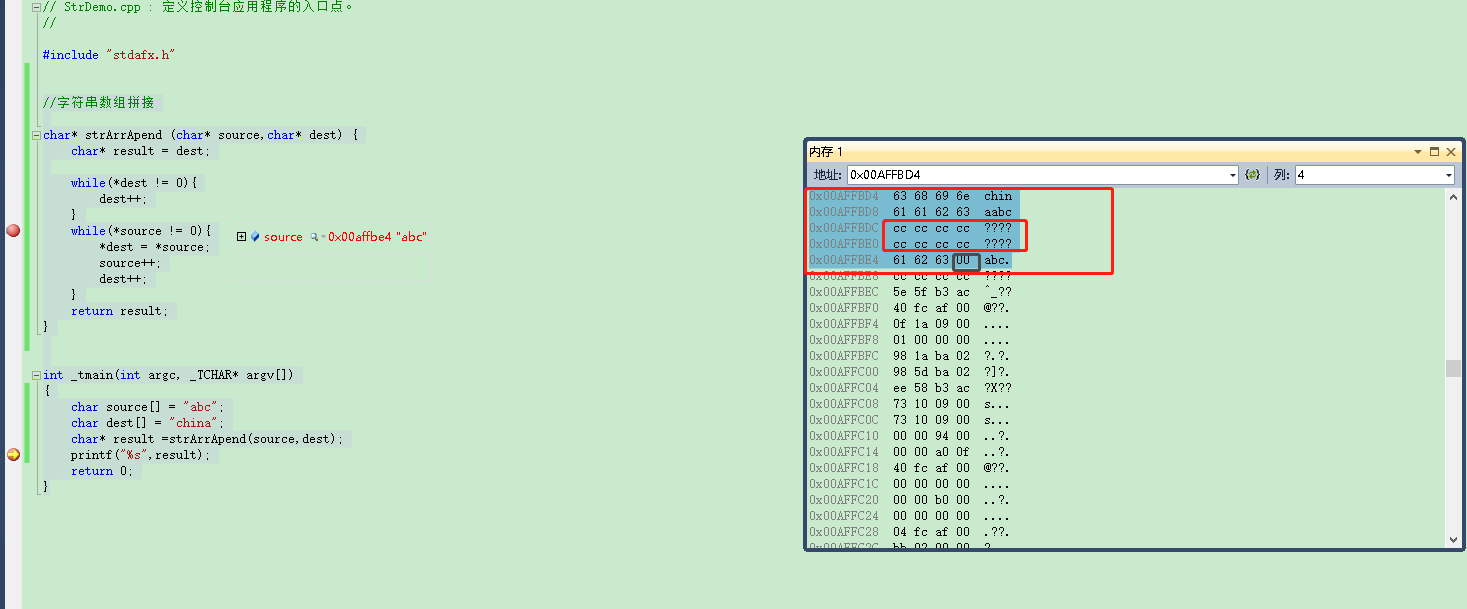 // StrDemo.cpp : 定义控制台应用程序的入口点。
//
#include "stdafx.h"
//字符串数组拼接
char* strArrApend (char* source,char* dest) {
char* result = dest;
while(*dest != 0){
dest++;
}
while(*source != 0){
*dest = *source;
source++;
dest++;
}
return result;
}
int _tmain(int argc, _TCHAR* argv[])
{
char source[] = "abc";
char dest[] = "china";
char* result =strArrApend(source,dest);
printf("%s",result);
return 0;
}
source 0x00affbe4 "abc"
内存 1
地址: 0x00AFFBD4 列: 4
0x00AFFBD4 63 68 69 6e chin
0x00AFFBD8 61 61 62 63 aabc
0x00AFFBDC cc cc cc cc ????
0x00AFFBE0 cc cc cc cc ????
0x00AFFBE4 61 62 63 00 abc.
0x00AFFBE8 cc cc cc cc ????
0x00AFFBEC 5e 5f b3 ac ^_??
0x00AFFBF0 40 fc af 00 @??.
0x00AFFBF4 0f 1a 09 00 ....
0x00AFFBF8 01 00 00 00 ....
0x00AFFBFC 98 1a ba 02 ?.?.
0x00AFFC00 98 5d ba 02 ?]?.
0x00AFFC04 ee 58 b3 ac ?X??
0x00AFFC08 73 10 09 00 s...
0x00AFFC0C 73 10 09 00 s...
0x00AFFC10 00 00 94 00 ..?.
0x00AFFC14 00 00 a0 0f ..?.
0x00AFFC18 40 fc af 00 @??.
0x00AFFC1C 00 00 00 00 ....
0x00AFFC20 00 00 b0 00 ..?.
0x00AFFC24 00 00 00 00 ....
0x00AFFC28 04 fc af 00 .??.
0x00AFFC2C bb 02 00 00 ?...